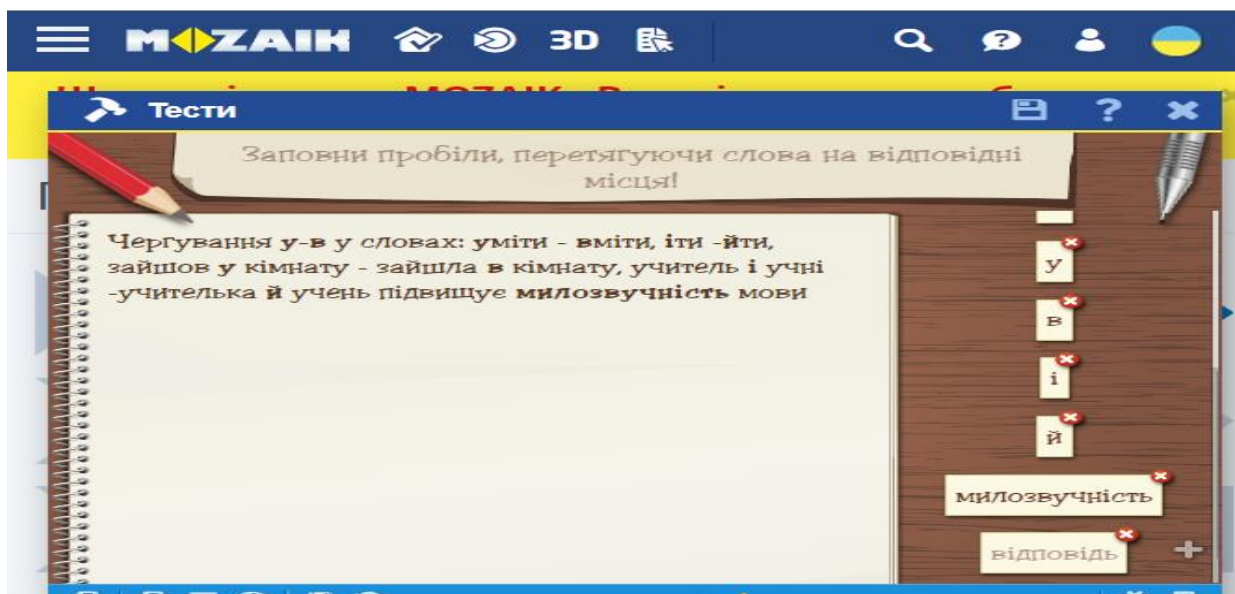 MOZAIK 3D
Тести
Заповни пробіли, перетягуючи слова на відповідні
місця!
Чергування у-в у словах: уміти - вміти, іти -йти,
зайшов у кімнату - зайшла в кімнату, учитель і учні
-учителька й учень підвищує милозвучність мови
у
в
і
й
милозвучність
відповідь